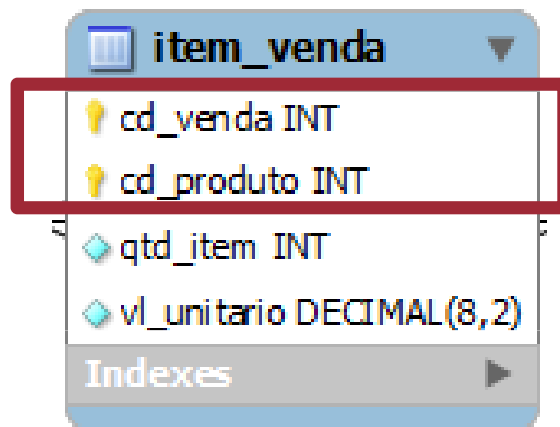 item_venda
cd_venda INT
cd_produto INT
qtd_item INT
vl_unitario DECIMAL(8,2)
Indexes